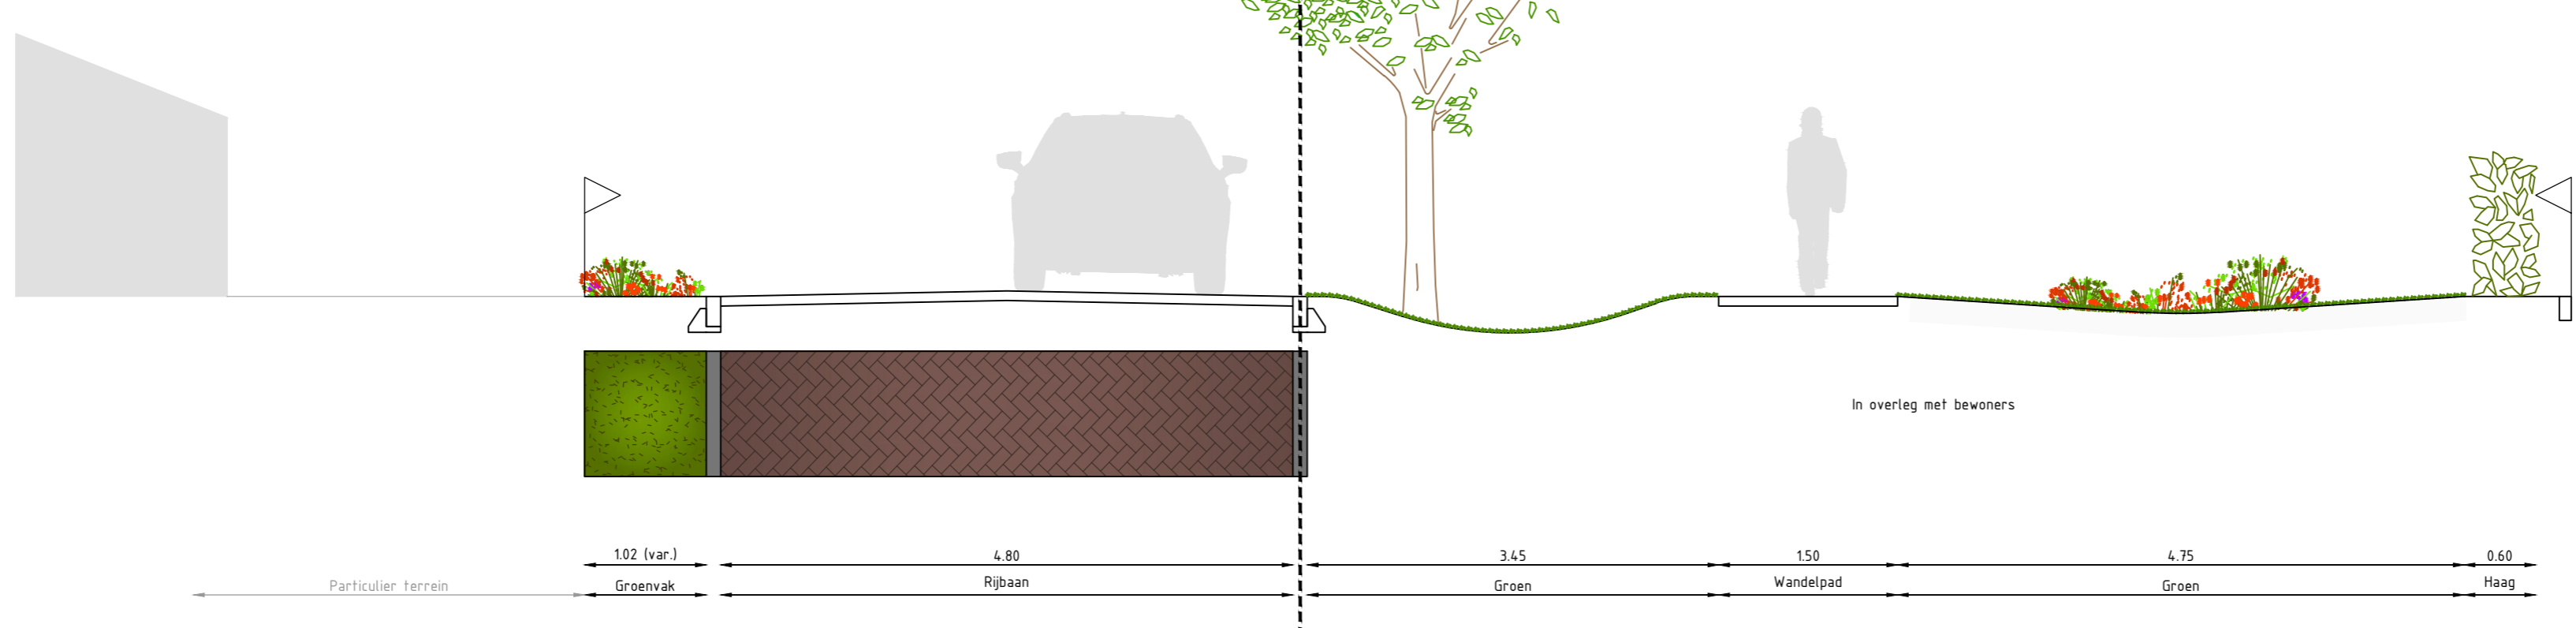 In overleg met bewoners
1.02 (var.) 4.80 3.45 1.50 4.75 0.60
Particulier terrein Groenvak Rijbaan Groen Wandelpad Groen Haag